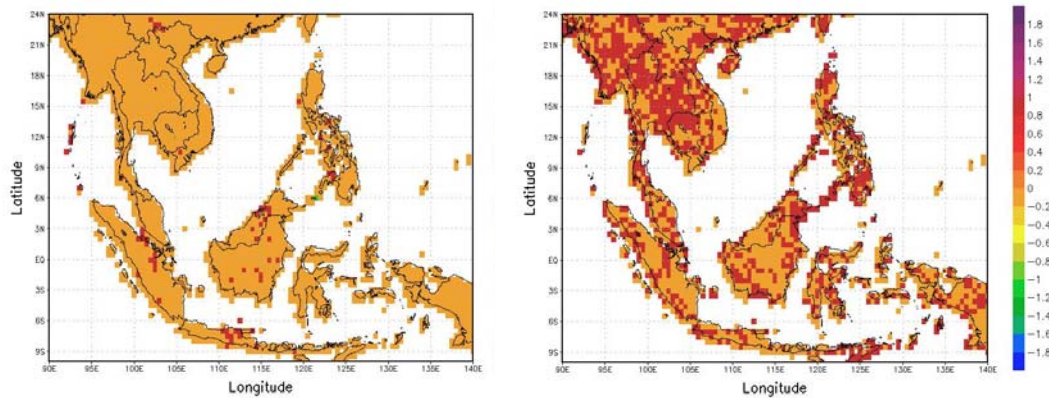 24N
21N
18N
15N
12N
9N
6N
3N
EQ
3S
6S
9S
Latitude
90E 95E 100E 105E 110E 115E 120E 125E 130E 135E 140E
Longitude
24N
21N
18N
15N
12N
9N
6N
3N
EQ
3S
6S
9S
Latitude
90E 95E 100E 105E 110E 115E 120E 125E 130E 135E 140E
Longitude
1.8
1.6
1.4
1.2
1
0.8
0.6
0.4
0.2
0
-0.2
-0.4
-0.6
-0.8
-1
-1.2
-1.4
-1.6
-1.8